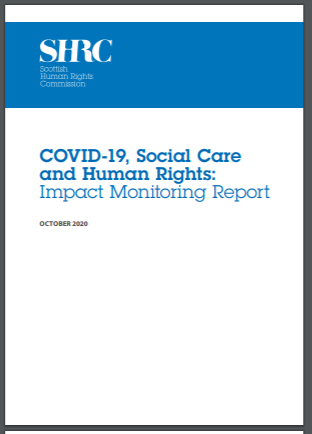 SHRC
Scottish
Human Rights
Commission
COVID-19, Social Care
and Human Rights:
Impact Monitoring Report
OCTOBER 2020